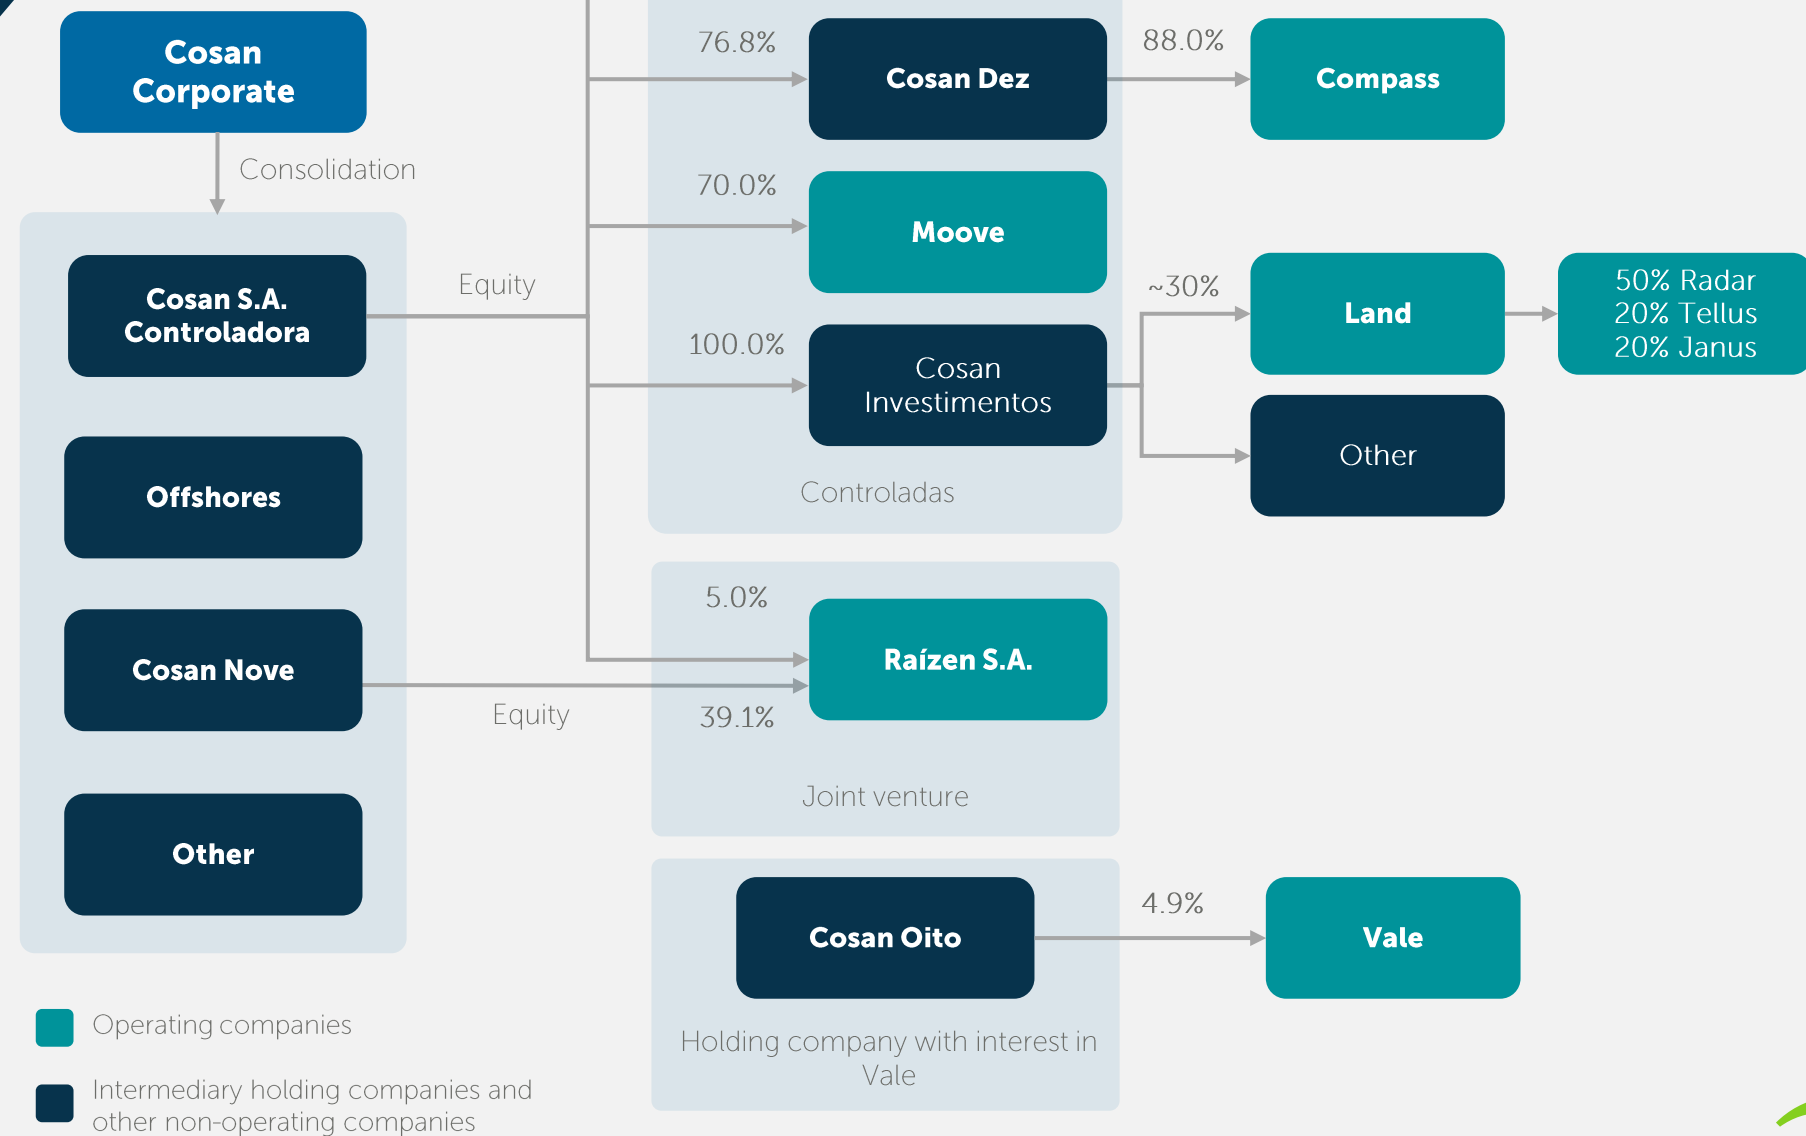 Cosan
Corporate
Consolidation
Cosan S.A.
Controladora
Offshores
Cosan Nove
Other
Equity
Equity
76.8%
Cosan Dez
88.0%
Compass
70.0%
Moove
100.0%
Cosan
Investimentos
~30%
Land
50% Radar
20% Tellus
20% Janus
Other
Controladas
5.0%
Raízen S.A.
39.1%
Joint venture
Cosan Oito
4.9%
Vale
Holding company with interest in
Vale
Operating companies
Intermediary holding companies and
other non-operating companies